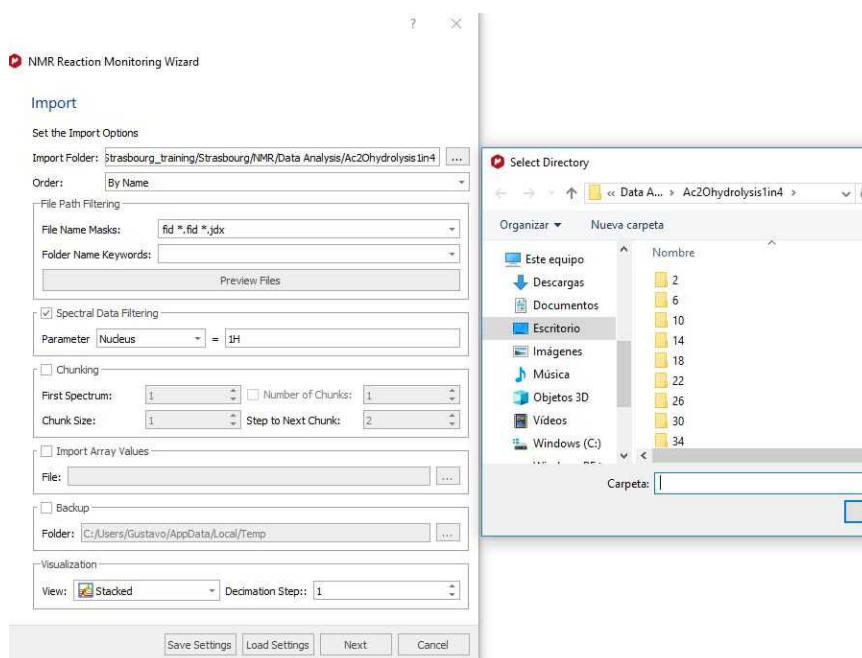 ?
NMR Reaction Monitoring Wizard
Import
Set the Import Options
Import Folder: Strasbourg_training/Strasbourg/NMR/Data Analysis/Ac2Ohydrolysis1in4 ...
Order: By Name
File Path Filtering
File Name Masks: fid *.fid *.jdx
Folder Name Keywords:
Preview Files
Spectral Data Filtering
Parameter Nucleus = 1H
Chunking
First Spectrum: 1 Number of Chunks: 1
Chunk Size: 1 Step to Next Chunk: 2
Import Array Values
File: ...
Backup
Folder: C:/Users/Gustavo/AppData/Local/Temp ...
Visualization
View: Stacked Decimation Step:: 1
Save Settings Load Settings Next Cancel
Select Directory
« Data A... › Ac2Ohydrolysis1in4 ›
Organizar Nueva carpeta
Este equipo
Descargas
Documentos
Escritorio
Imágenes
Música
Objetos 3D
Vídeos
Windows (C:)
Nombre
2
6
10
14
18
22
26
30
34
Carpeta: